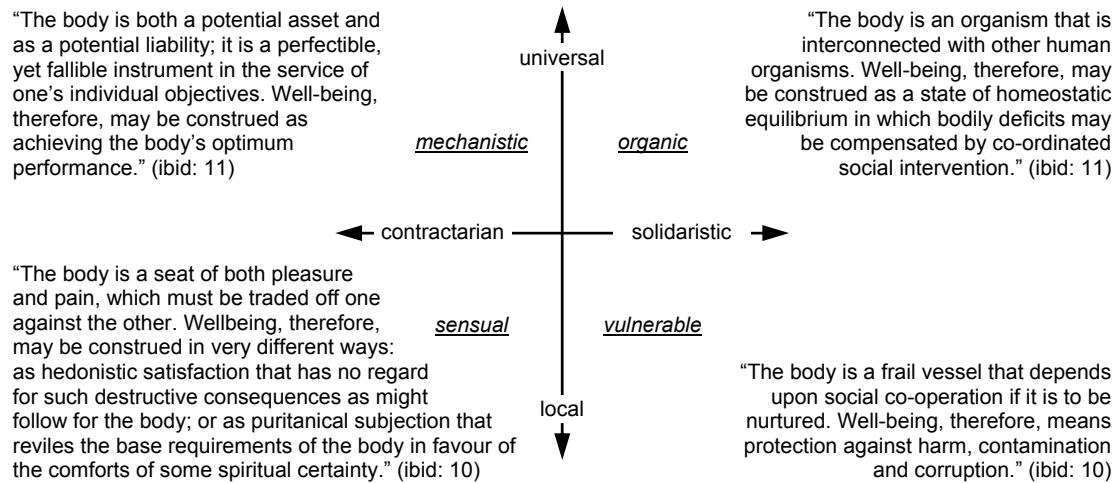 “The body is both a potential asset and
as a potential liability; it is a perfectible,
yet fallible instrument in the service of
one’s individual objectives. Well-being,
therefore, may be construed as
achieving the body’s optimum
performance.” (ibid: 11)
universal
“The body is an organism that is
interconnected with other human
organisms. Well-being, therefore, may
be construed as a state of homeostatic
equilibrium in which bodily deficits may
be compensated by co-ordinated
social intervention.” (ibid: 11)
mechanistic
organic
contractarian
solidaristic
“The body is a seat of both pleasure
and pain, which must be traded off one
against the other. Wellbeing, therefore,
may be construed in very different ways:
as hedonistic satisfaction that has no regard
for such destructive consequences as might
follow for the body; or as puritanical subjection that
reviles the base requirements of the body in favour of
the comforts of some spiritual certainty.” (ibid: 10)
sensual
vulnerable
local
“The body is a frail vessel that depends
upon social co-operation if it is to be
nurtured. Well-being, therefore, means
protection against harm, contamination
and corruption.” (ibid: 10)